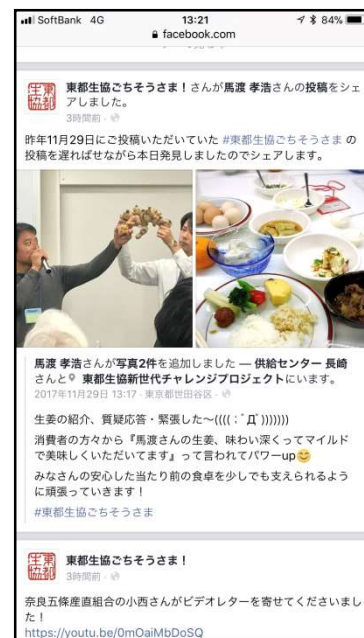 SoftBank 4G 13:21 84%
facebook.com
東都生協
東都生協ごちそうさま！さんが馬渡 孝浩さんの投稿をシェ
アしました。
3時間前
昨年11月29日にご投稿いただいていた #東都生協ごちそうさま の
投稿を遅ればせながら本日発見しましたのでシェアします。
馬渡 孝浩さんが写真2件を追加しました — 供給センター 長崎
さんと 東都生協新世代チャレンジプロジェクトにいます。
2017年11月29日 13:17 · 東京都世田谷区 ·
生姜の紹介、質疑応答・緊張した〜((((；ﾟДﾟ)))))))
消費者の方々から『馬渡さんの生姜、味わい深くってマイルド
で美味しくいただいてます』って言われてパワーup😊
みなさんの安心した当たり前の食卓を少しでも支えられるよう
に頑張っていきます！
#東都生協ごちそうさま
東都生協
東都生協ごちそうさま！
3時間前
奈良五條産直組合の小西さんがビデオレターを寄せてくださいまし
た！
https://youtu.be/0mOaiMbDoSQ